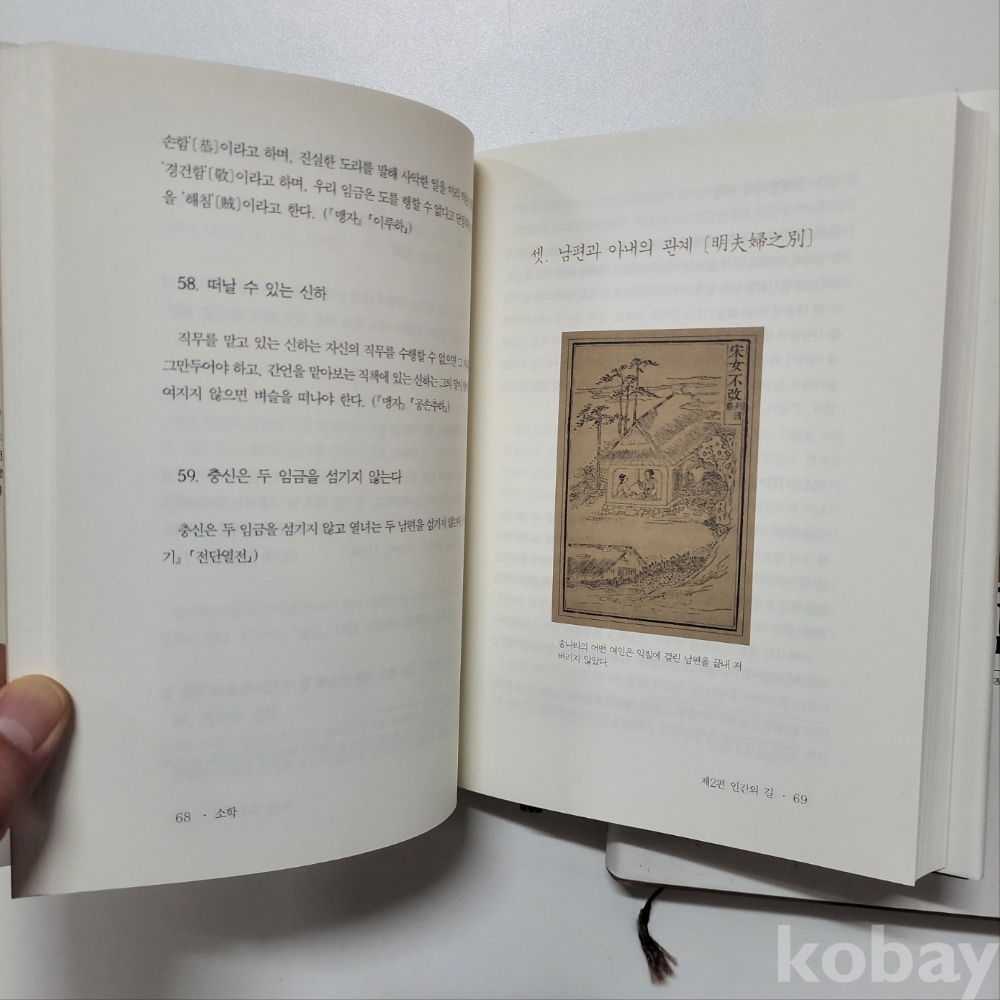 손함’〔恭〕이라고 하며, 진실한 도리를 말해 사악한 일을 미리
‘경건함’〔敬〕이라고 하며, 우리 임금은 도를 행할 수 없다고
을 ‘해침’〔賊〕이라고 한다. (『맹자』「이루하」)
58. 떠날 수 있는 신하
직무를 맡고 있는 신하는 자신의 직무를 수행할 수 없으면 그
그만두어야 하고, 간언을 맡아보는 직책에 있는 신하는 그의 말이
여지지 않으면 벼슬을 떠나야 한다. (『맹자』「공손추하」)
59. 충신은 두 임금을 섬기지 않는다
충신은 두 임금을 섬기지 않고 열녀는 두 남편을 섬기지 않는다
기』「전단열전」)
68 · 소학
셋. 남편과 아내의 관계 〔明夫婦之別〕
宋女不改
송나라의 어떤 여인은 악질에 걸린 남편을 끝내 저
버리지 않았다.
제2편 인간의 길 · 69
kobay